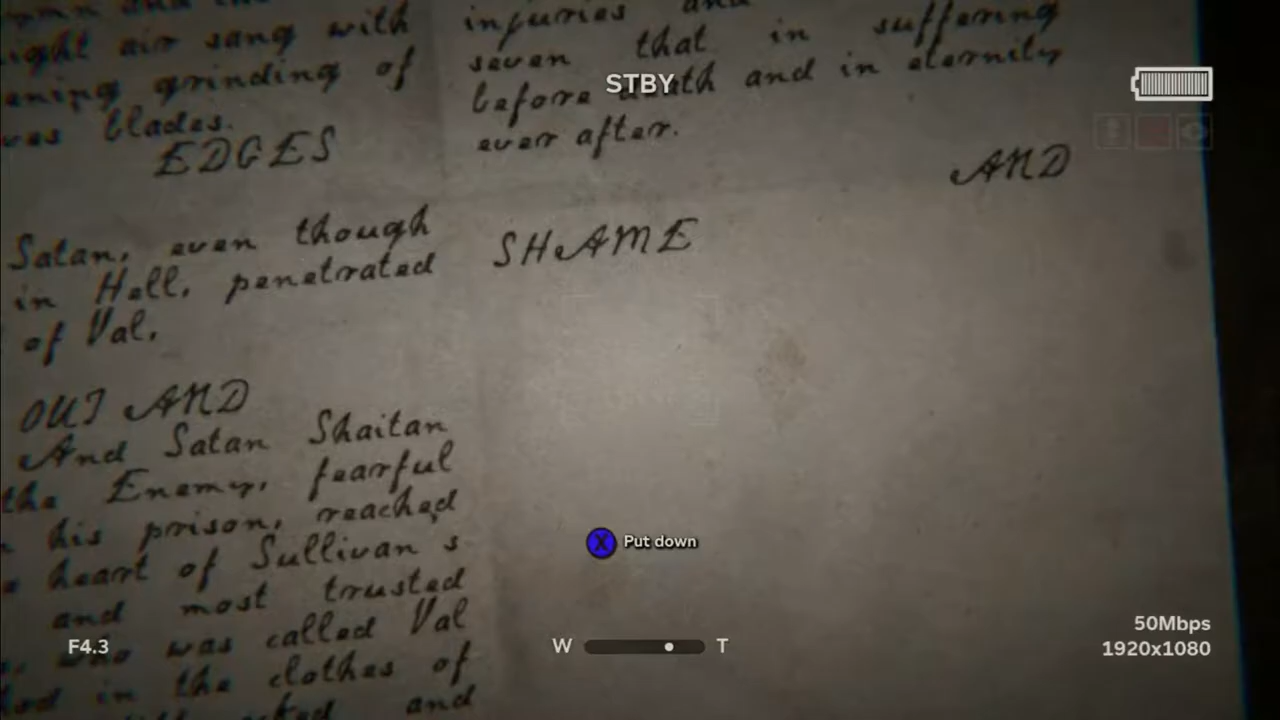 ight air sang with
ening grinding of
was blades.
EDGES
Satan, even though
in Hell, penetrated
of Val.
OUT AND
And Satan Shaitan
the Enemy, fearful
his prison, reached
heart of Sullivan s
and most trusted
who was called Val
in the clothes of
and
injuries and
seven that in suffering
before death and in eternity
ever after.
AND
SHAME
STBY
X Put down
F4.3
W T
50Mbps
1920x1080